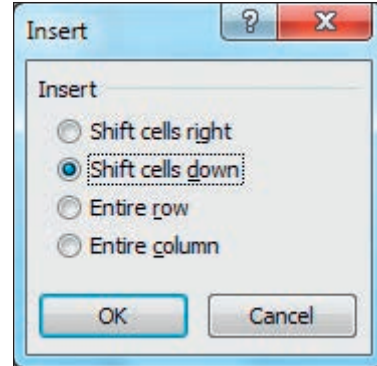 Insert
Insert
Shift cells right
Shift cells down
Entire row
Entire column
OK
Cancel